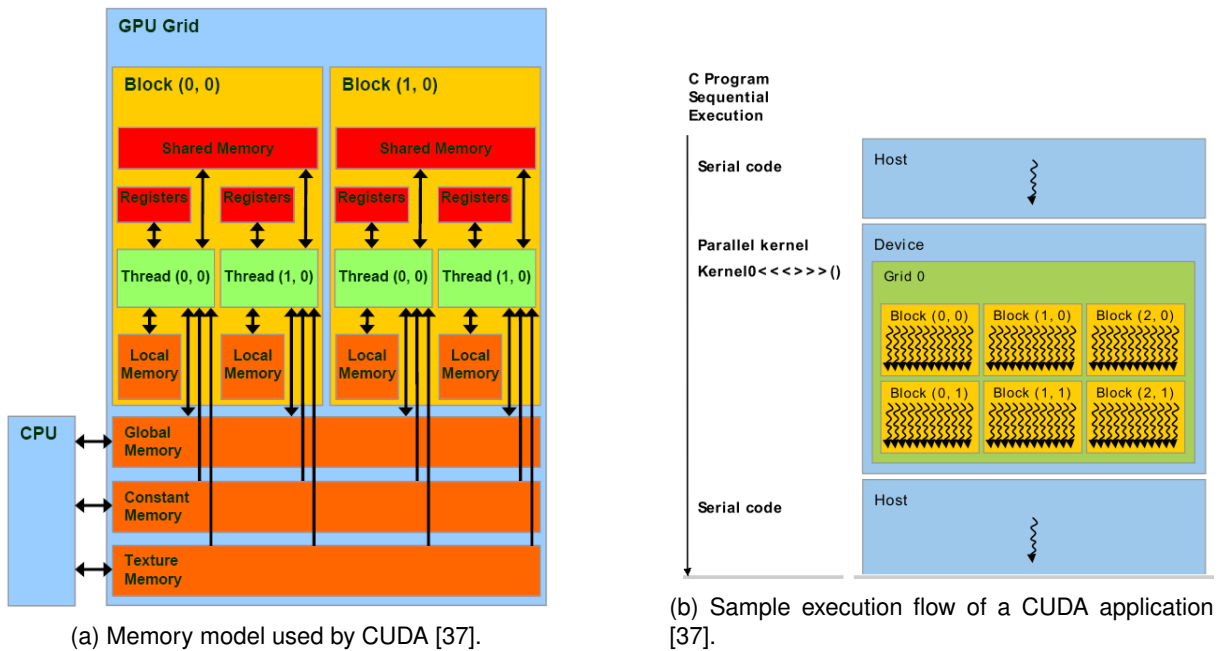 GPU Grid
Block (0, 0)
Block (1, 0)
Shared Memory
Shared Memory
Registers
Registers
Registers
Registers
Thread (0, 0)
Thread (1, 0)
Thread (0, 0)
Thread (1, 0)
Local
Memory
Local
Memory
Local
Memory
Local
Memory
CPU
Global
Memory
Constant
Memory
Texture
Memory
(a) Memory model used by CUDA [37].
C Program
Sequential
Execution
Serial code
Host
Parallel kernel
Kernel0<<<>>>()
Device
Grid 0
Block (0, 0)
Block (1, 0)
Block (2, 0)
Block (0, 1)
Block (1, 1)
Block (2, 1)
Serial code
Host
(b) Sample execution flow of a CUDA application
[37].